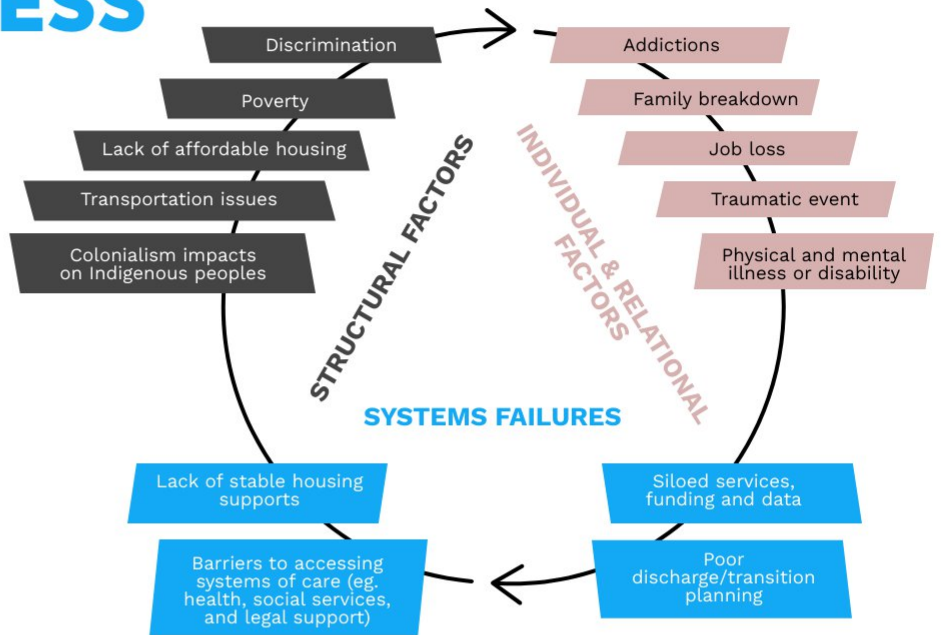 ESS
Discrimination
Poverty
Lack of affordable housing
Transportation issues
Colonialism impacts
on Indigenous peoples
STRUCTURAL FACTORS
Addictions
Family breakdown
Job loss
Traumatic event
Physical and mental
illness or disability
INDIVIDUAL & RELATIONAL
FACTORS
SYSTEMS FAILURES
Lack of stable housing
supports
Barriers to accessing
systems of care (eg.
health, social services,
and legal support)
Siloed services,
funding and data
Poor
discharge/transition
planning